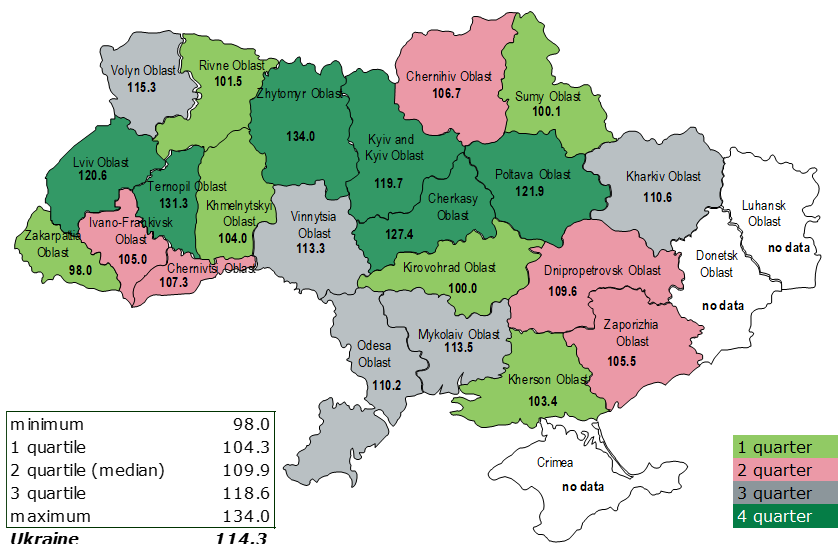 Volyn Oblast
115.3
Rivne Oblast
101.5
Zhytomyr Oblast
134.0
Chernihiv Oblast
106.7
Sumy Oblast
100.1
Kyiv and
Kyiv Oblast
119.7
Lviv Oblast
120.6
Ternopil Oblast
131.3
Khmelnytskyi
Oblast
104.0
Vinnytsia
Oblast
113.3
Cherkasy
Oblast
127.4
Poltava Oblast
121.9
Kharkiv Oblast
110.6
Luhansk
Oblast
no data
Donetsk
Oblast
no data
Zakarpattia
Oblast
98.0
Ivano-Frankivsk
Oblast
105.0
Chernivtsi Oblast
107.3
Kirovohrad Oblast
100.0
Dnipropetrovsk Oblast
109.6
Zaporizhia
Oblast
105.5
Odesa
Oblast
110.2
Mykolaiv Oblast
113.5
Kherson Oblast
103.4
Crimea
no data
minimum 98.0
1 quartile 104.3
2 quartile (median) 109.9
3 quartile 118.6
maximum 134.0
Ukraine 114.3
1 quarter
2 quarter
3 quarter
4 quarter